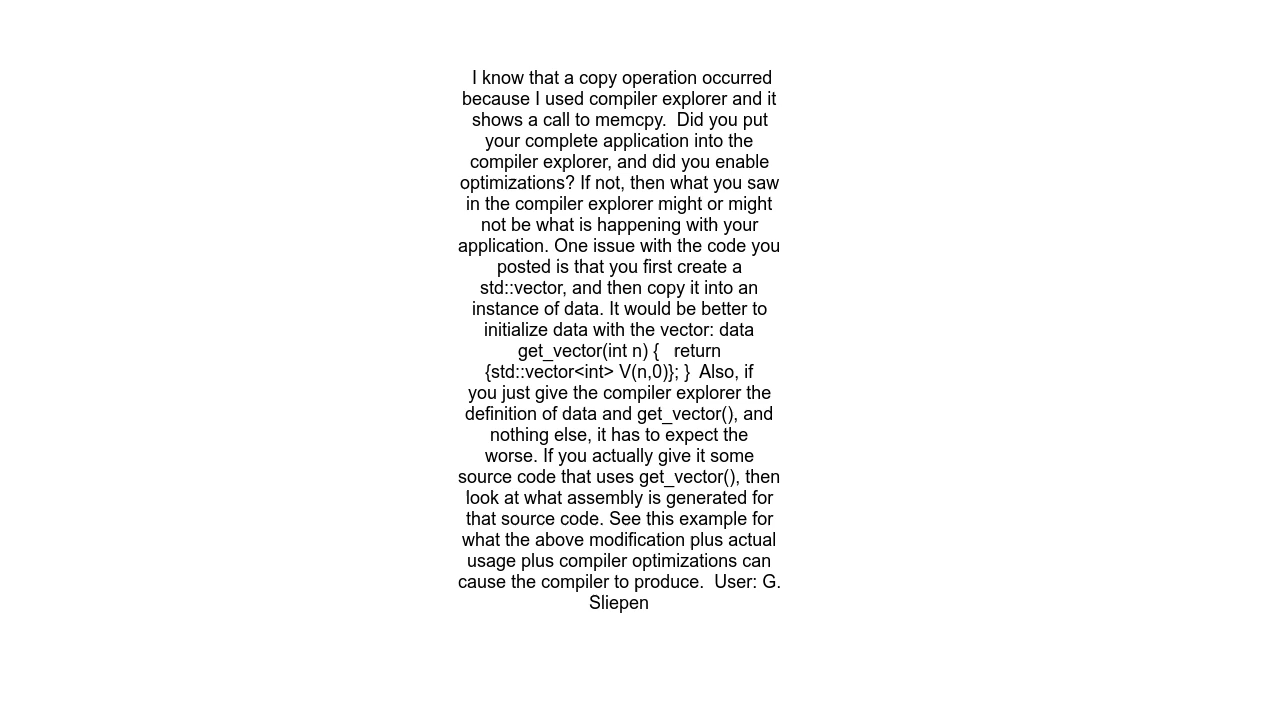 I know that a copy operation occurred
because I used compiler explorer and it
shows a call to memcpy.  Did you put
your complete application into the
compiler explorer, and did you enable
optimizations? If not, then what you saw
in the compiler explorer might or might
not be what is happening with your
application. One issue with the code you
posted is that you first create a
std::vector, and then copy it into an
instance of data. It would be better to
initialize data with the vector: data
get_vector(int n) {   return
{std::vector<int> V(n,0)}; }  Also, if
you just give the compiler explorer the
definition of data and get_vector(), and
nothing else, it has to expect the
worse. If you actually give it some
source code that uses get_vector(), then
look at what assembly is generated for
that source code. See this example for
what the above modification plus actual
usage plus compiler optimizations can
cause the compiler to produce.  User: G.
Sliepen